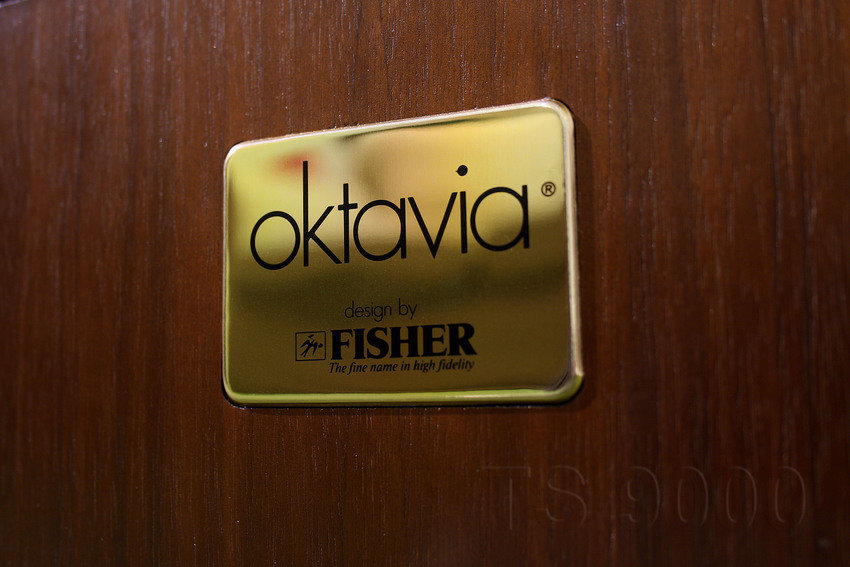 oktavia®
design by
FISHER
The fine name in high fidelity
TS 9000